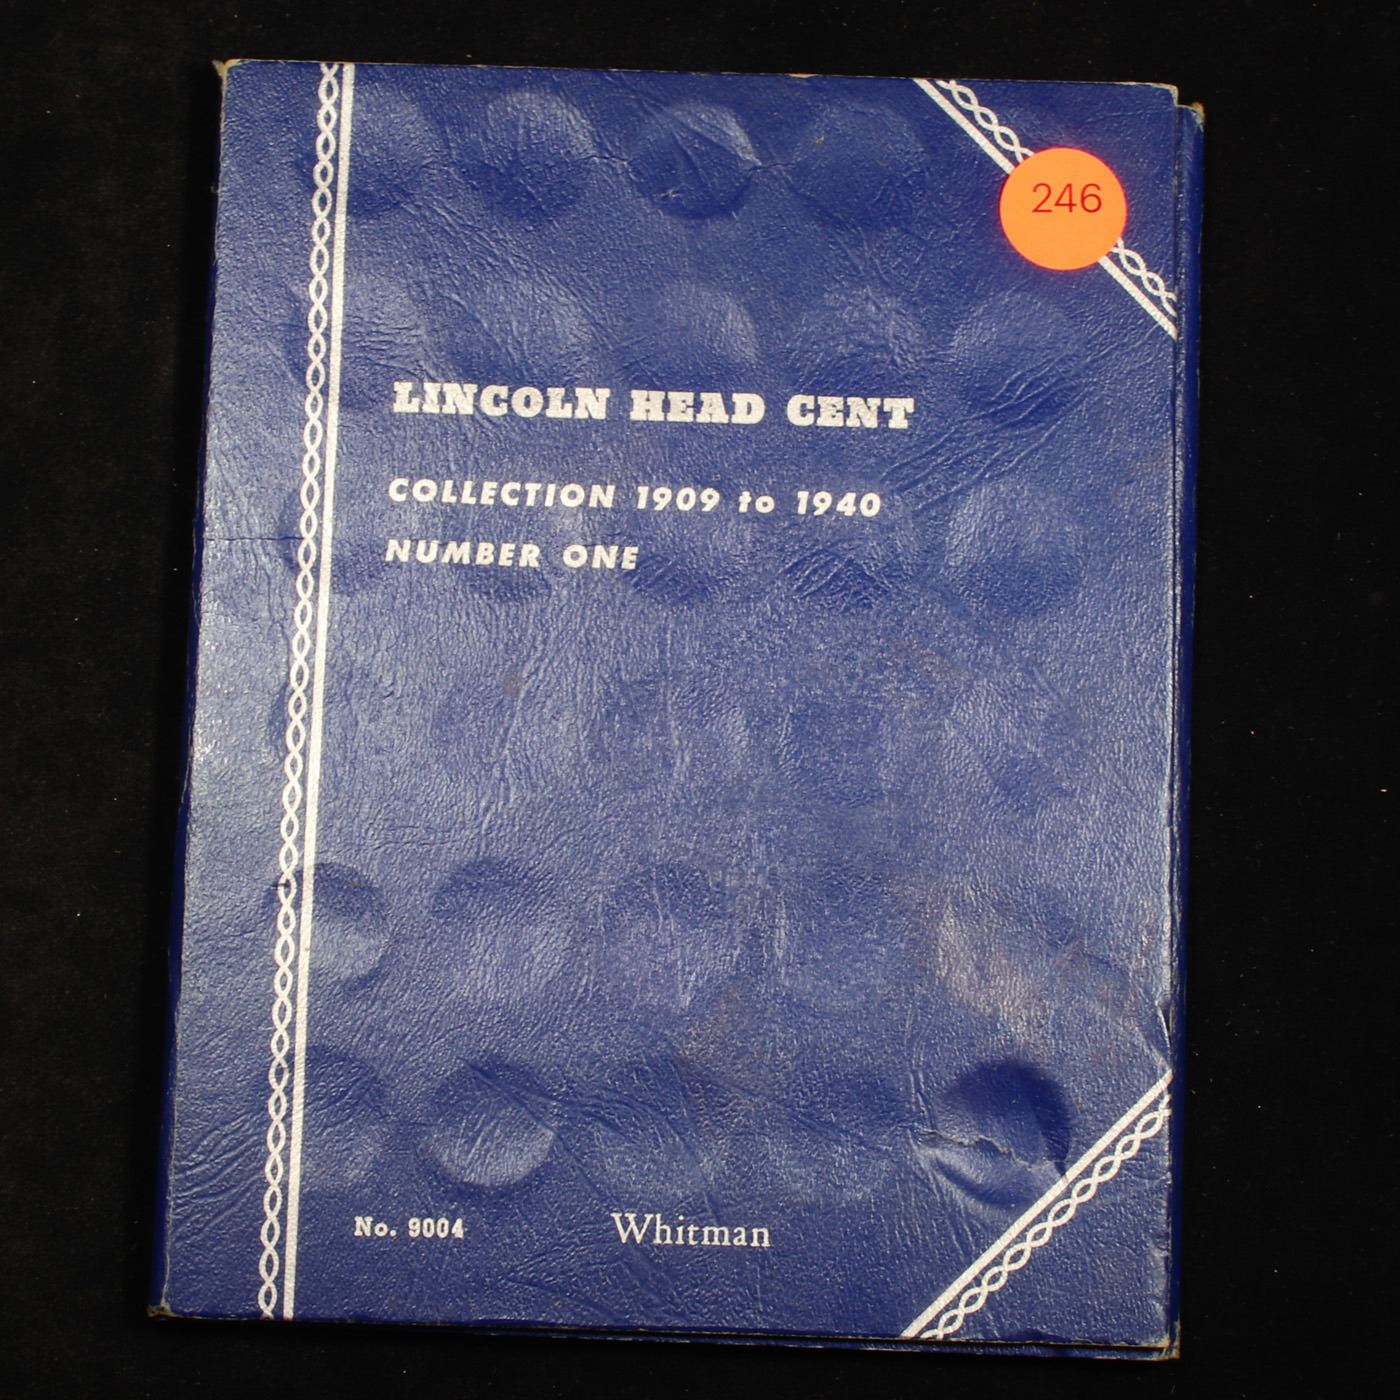 246
LINCOLN HEAD CENT
COLLECTION 1909 to 1940
NUMBER ONE
No. 9004
Whitman